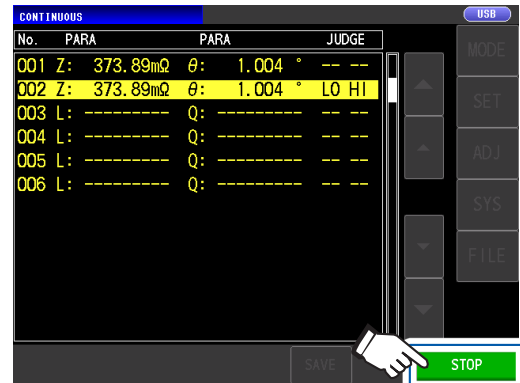 CONTINUOUS USB
No. PARA PARA JUDGE
001 Z: 373.89mΩ θ: 1.004 ° -- --
002 Z: 373.89mΩ θ: 1.004 ° LO HI
003 L: --------- Q: --------- -- --
004 L: --------- Q: --------- -- --
005 L: --------- Q: --------- -- --
006 L: --------- Q: --------- -- --
MODE
SET
ADJ
SYS
FILE
SAVE
STOP